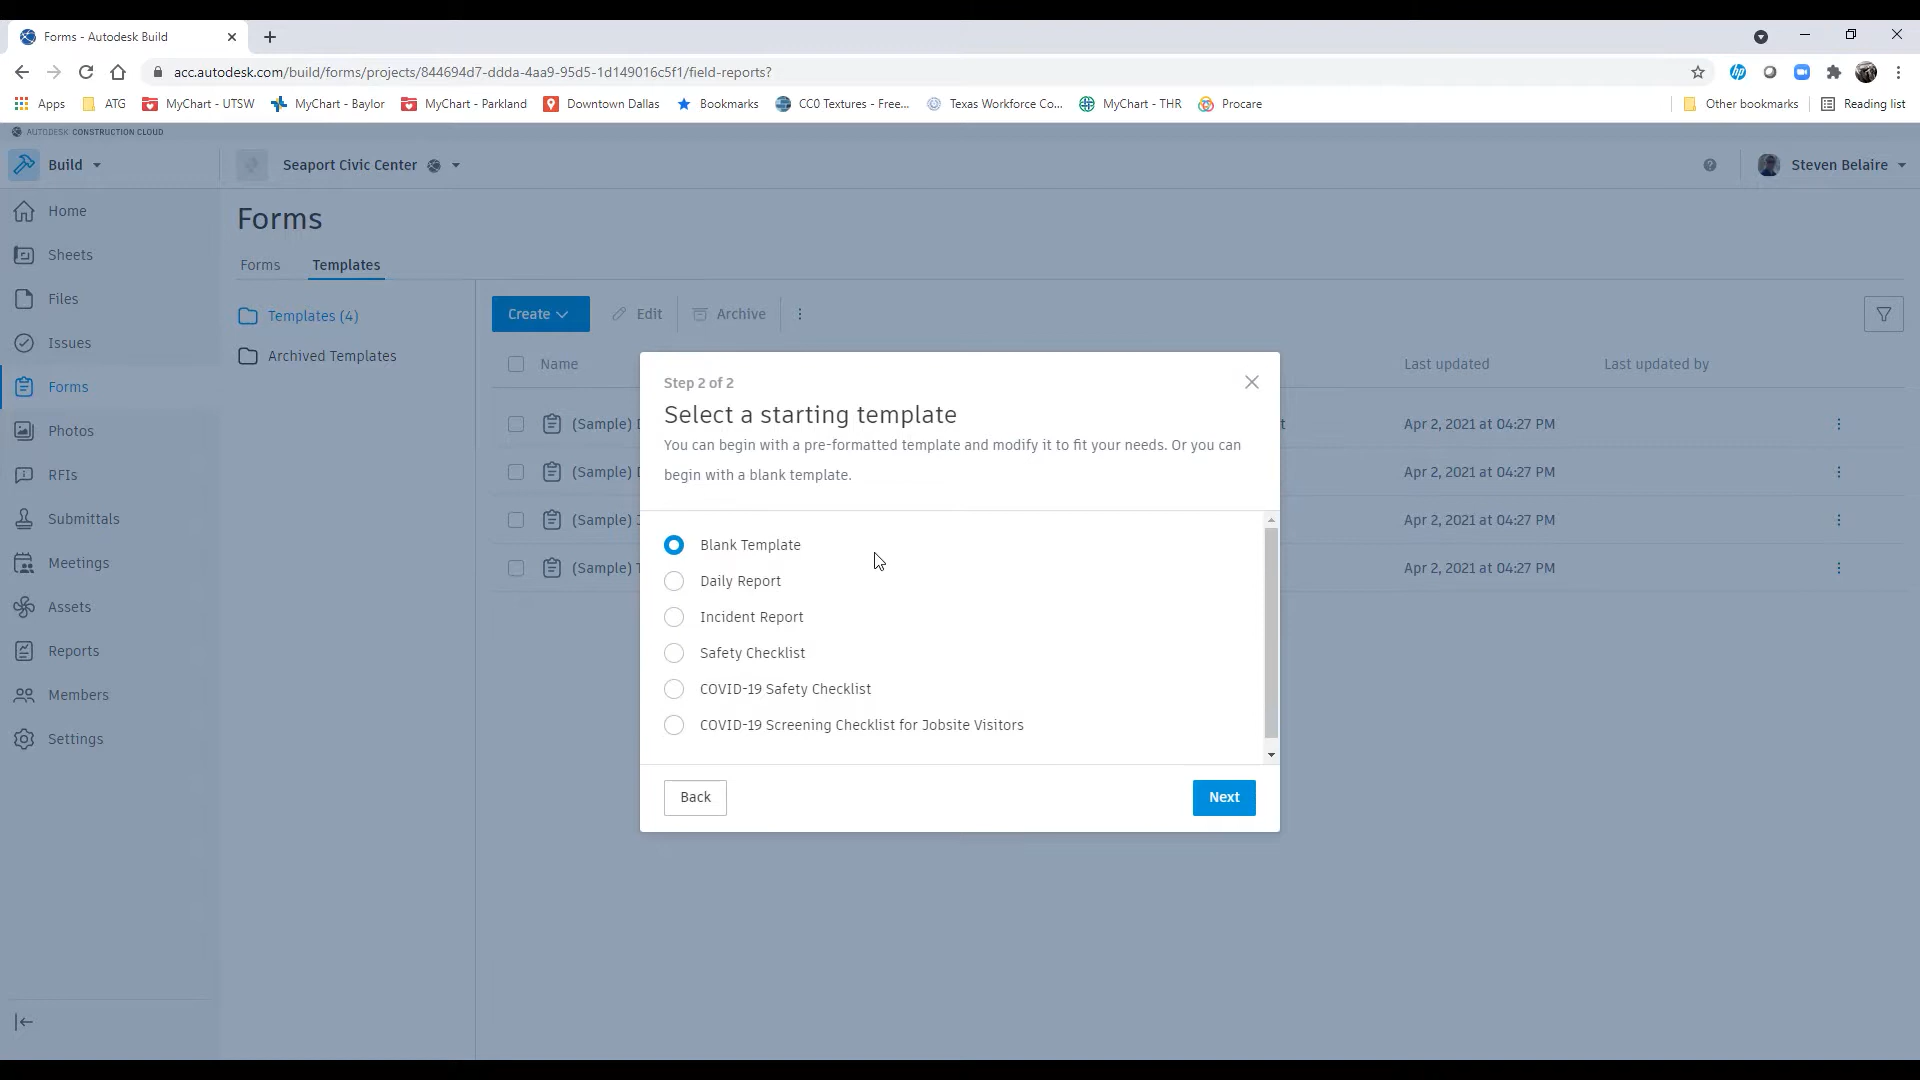 Forms - Autodesk Build
acc.autodesk.com/build/forms/projects/844694d7-ddda-4aa9-95d5-1d149016c5f1/field-reports?
Apps ATG MyChart - UTSW MyChart - Baylor MyChart - Parkland Downtown Dallas Bookmarks CC0 Textures - Free... Texas Workforce Co... MyChart - THR Procare Other bookmarks Reading list
AUTODESK CONSTRUCTION CLOUD
Build Seaport Civic Center Steven Belaire
Home
Sheets
Files
Issues
Forms
Photos
RFIs
Submittals
Meetings
Assets
Reports
Members
Settings
Forms
Forms Templates
Templates (4)
Archived Templates
Create Edit Archive
Name Last updated Last updated by
(Sample) Apr 2, 2021 at 04:27 PM
(Sample) Apr 2, 2021 at 04:27 PM
(Sample) Apr 2, 2021 at 04:27 PM
(Sample) Apr 2, 2021 at 04:27 PM
Step 2 of 2
Select a starting template
You can begin with a pre-formatted template and modify it to fit your needs. Or you can
begin with a blank template.
Blank Template
Daily Report
Incident Report
Safety Checklist
COVID-19 Safety Checklist
COVID-19 Screening Checklist for Jobsite Visitors
Back Next